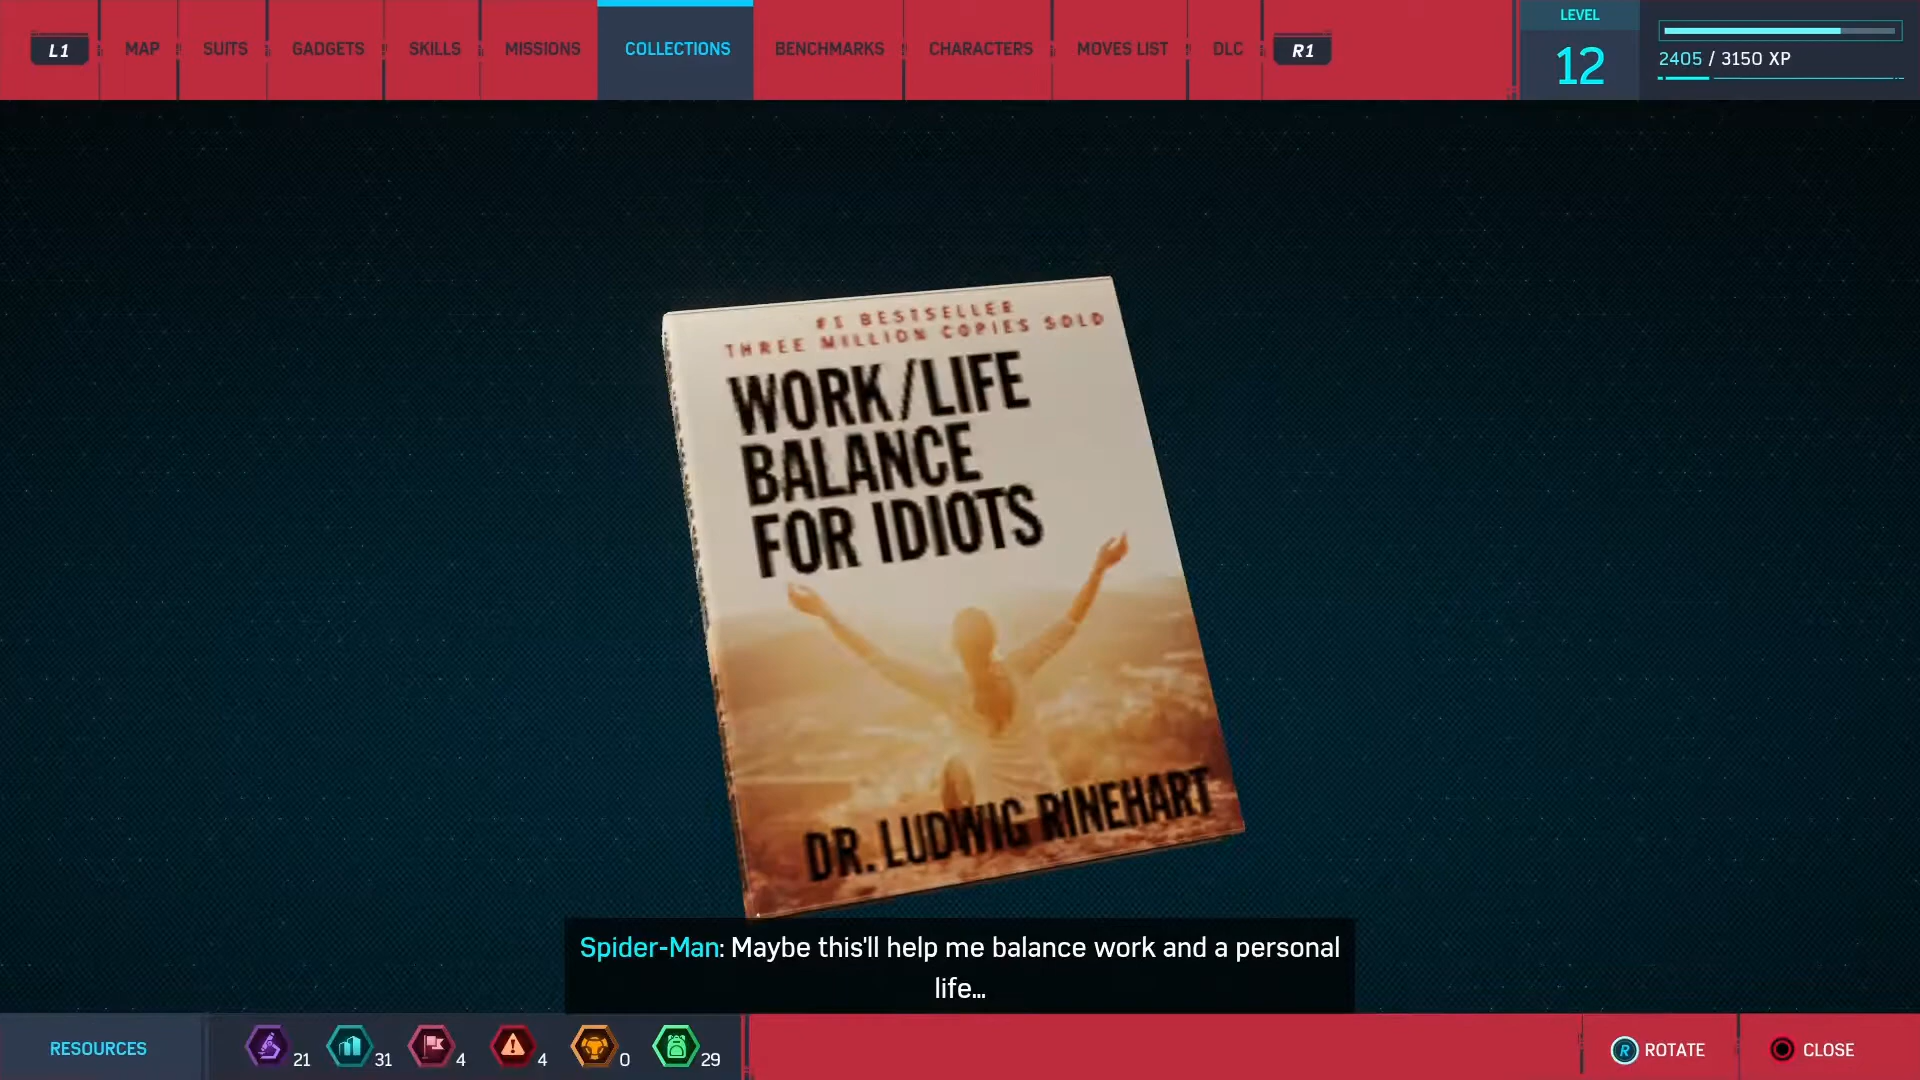 L1 MAP SUITS GADGETS SKILLS MISSIONS COLLECTIONS BENCHMARKS CHARACTERS MOVES LIST DLC R1
LEVEL
12
2405 / 3150 XP
#1 BESTSELLER
THREE MILLION COPIES SOLD
WORK/LIFE
BALANCE
FOR IDIOTS
DR. LUDWIG RINEHART
Spider-Man: Maybe this'll help me balance work and a personal
life...
RESOURCES 21 31 4 4 0 29 R ROTATE CLOSE